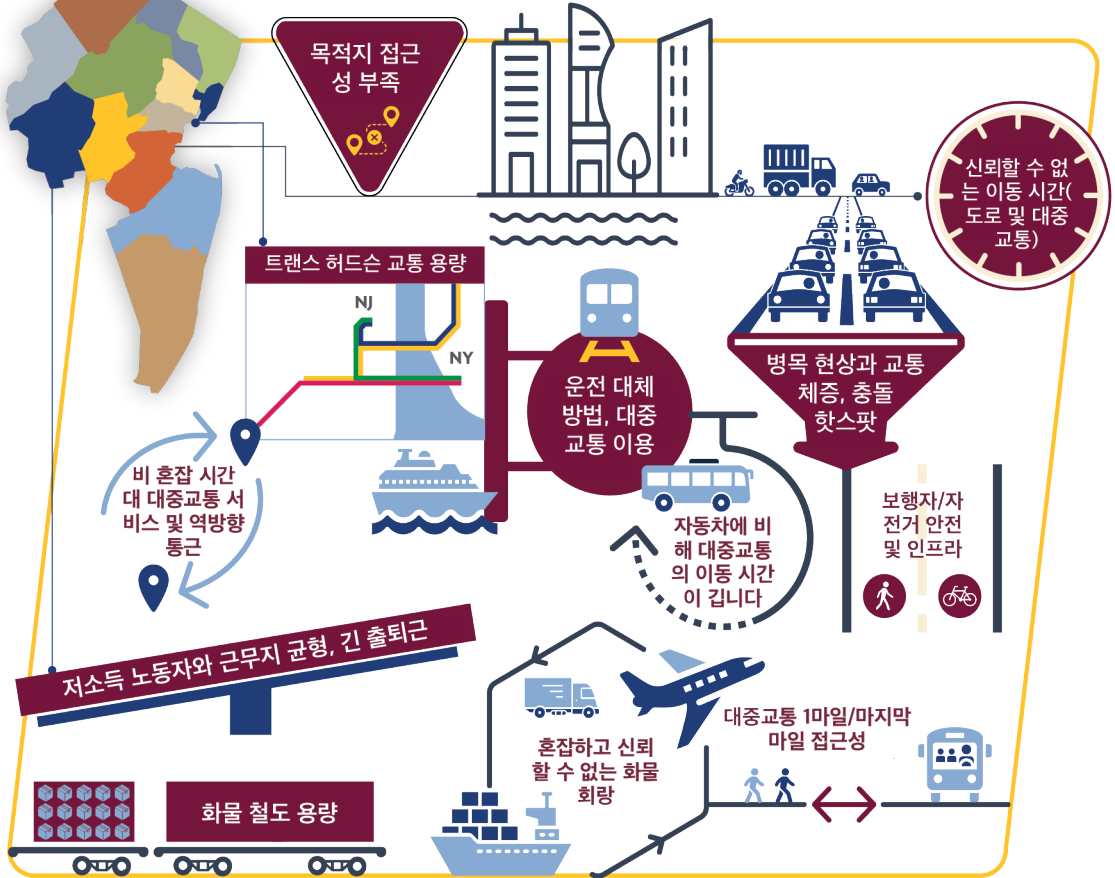 목적지 접근
성 부족
신뢰할 수 없
는 이동 시간(
도로 및 대중
교통)
트랜스 허드슨 교통 용량
NJ
NY
운전 대체
방법, 대중
교통 이용
병목 현상과 교통
체증, 충돌
핫스팟
비 혼잡 시간
대 대중교통 서
비스 및 역방향
통근
자동차에 비
해 대중교통
의 이동 시간
이 깁니다
보행자/자
전거 안전
및 인프라
저소득 노동자와 근무지 균형, 긴 출퇴근
대중교통 1마일/마지막
마일 접근성
혼잡하고 신뢰
할 수 없는 화물
회랑
화물 철도 용량